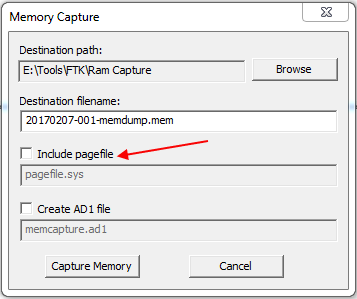 Memory Capture
Destination path:
E:\Tools\FTK\Ram Capture
Browse
Destination filename:
20170207-001-memdump.mem
Include pagefile
pagefile.sys
Create AD1 file
memcapture.ad1
Capture Memory
Cancel